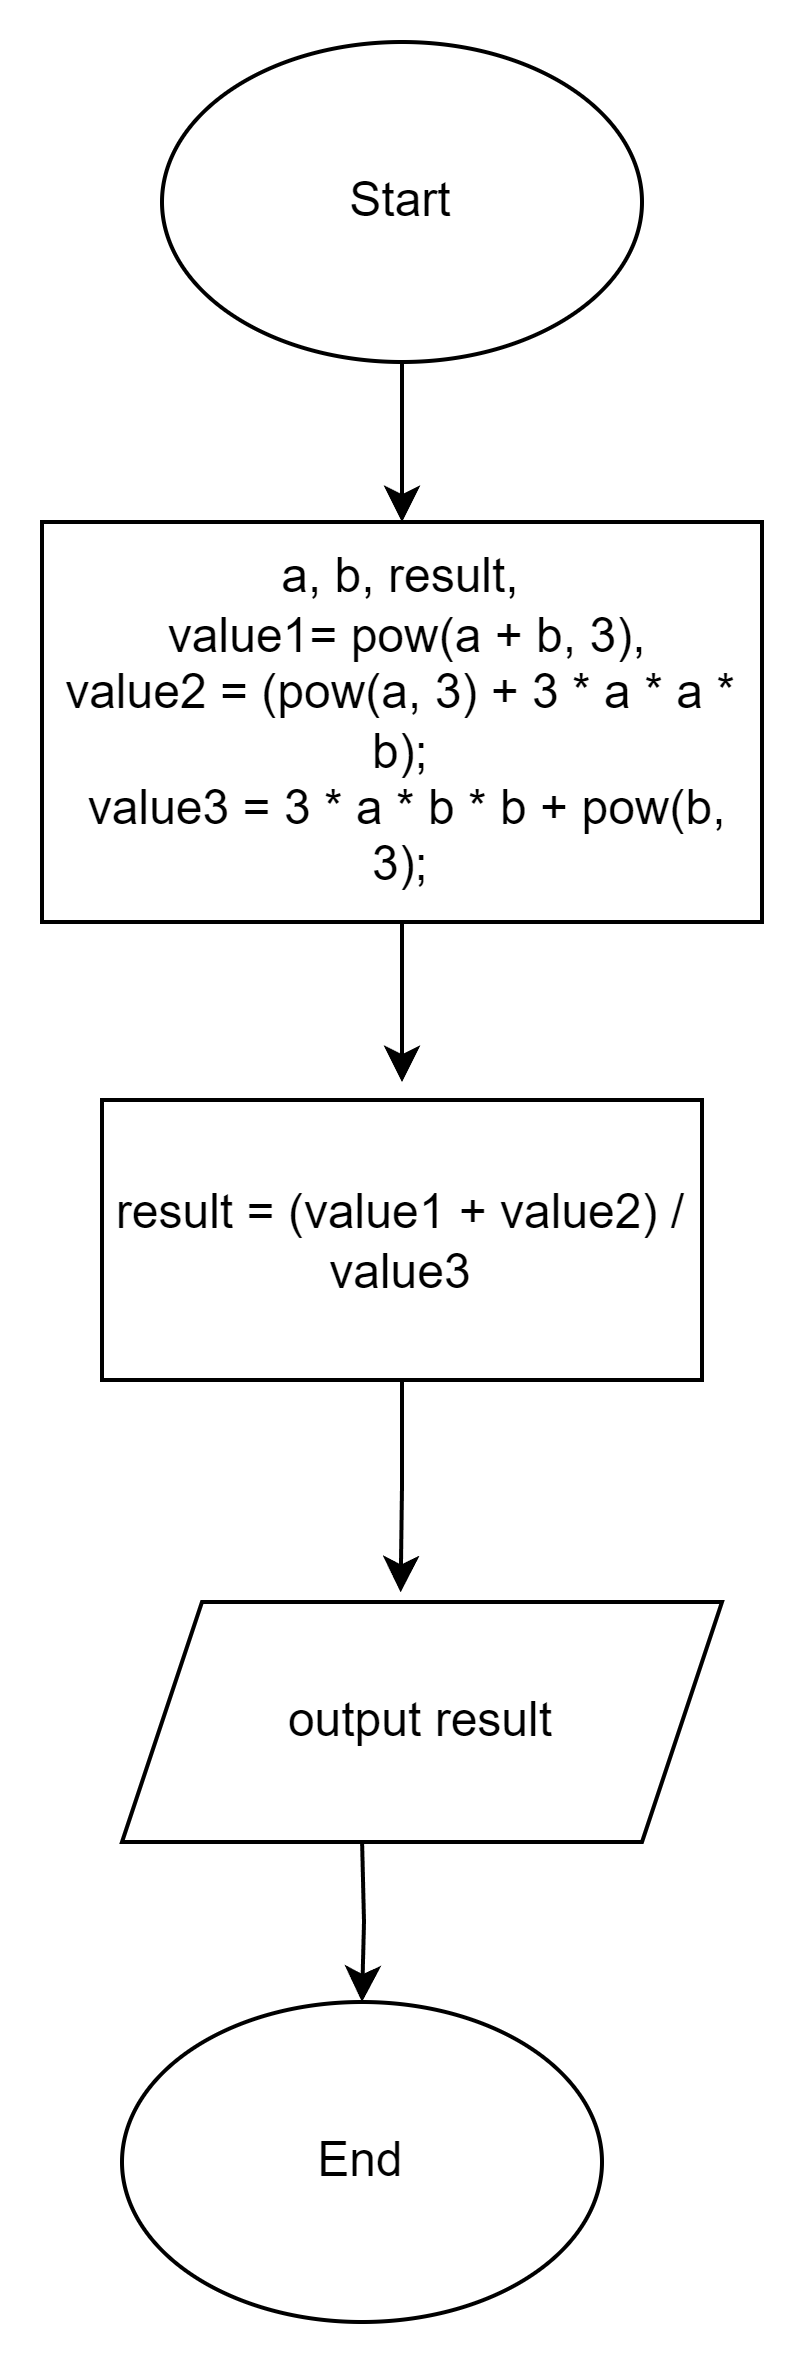 Start
a, b, result,
value1= pow(a + b, 3),
value2 = (pow(a, 3) + 3 * a * a *
b);
value3 = 3 * a * b * b + pow(b,
3);
result = (value1 + value2) /
value3
output result
End